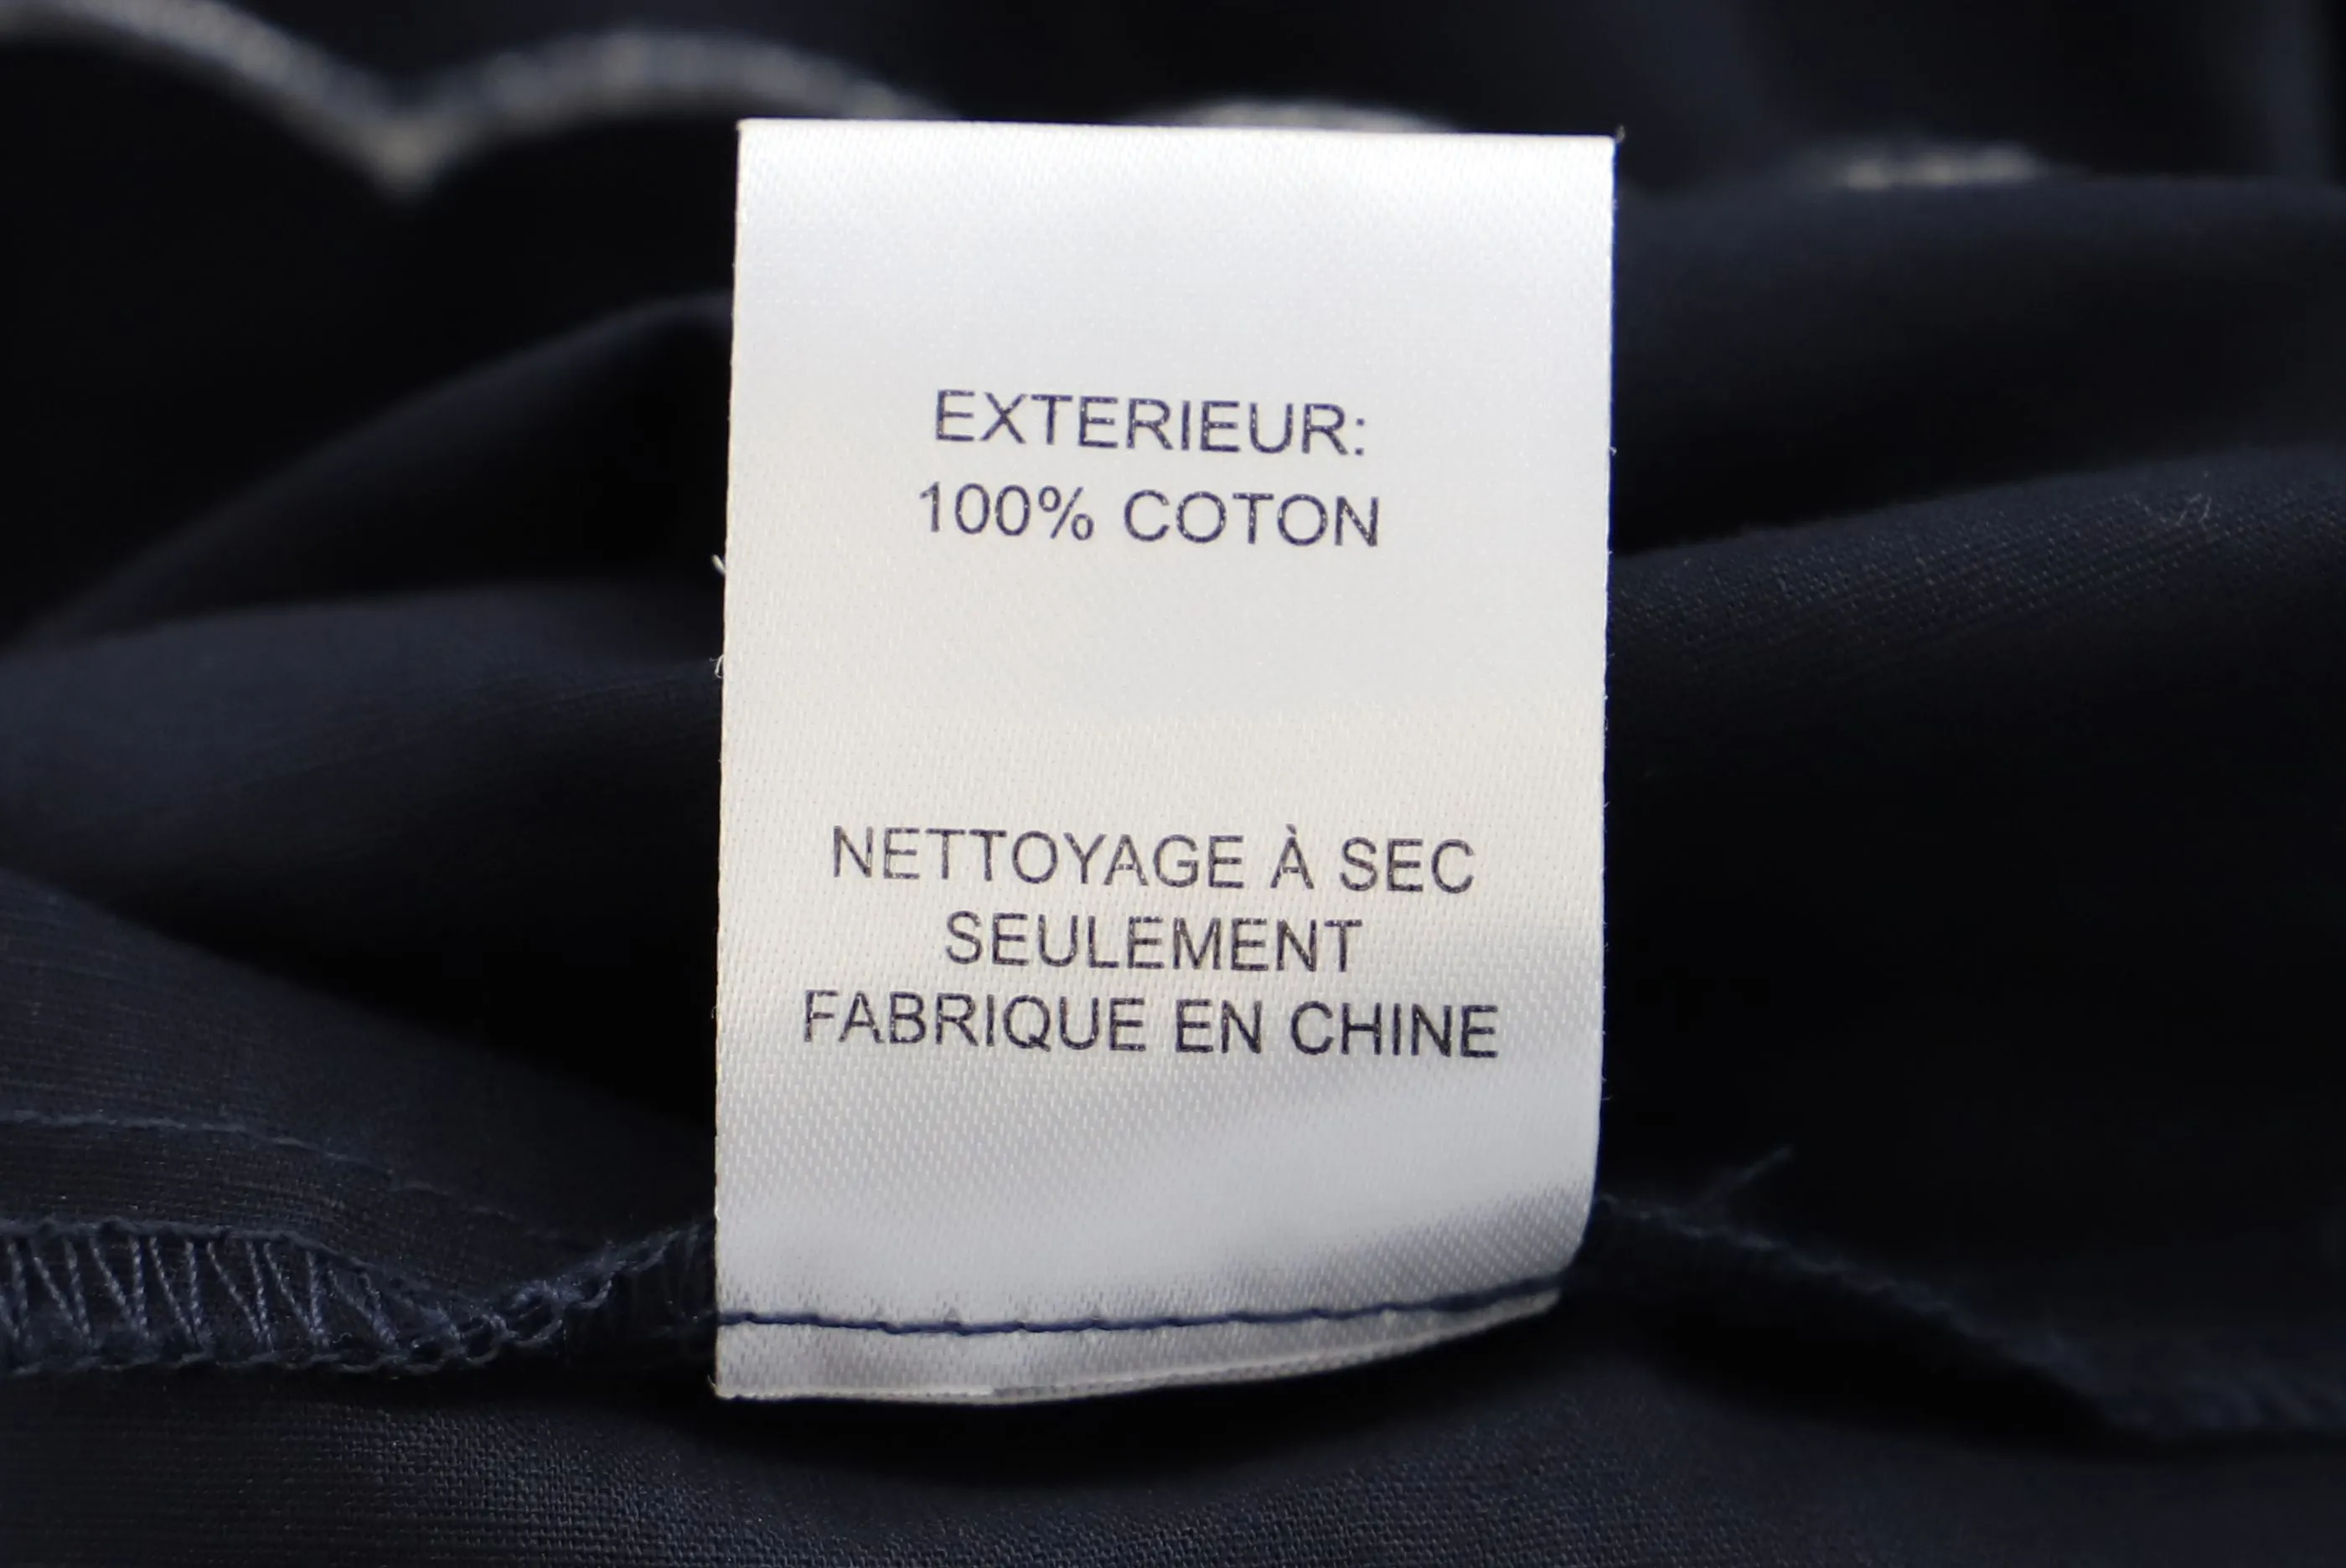 EXTERIEUR:
100% COTON
NETTOYAGE À SEC
SEULEMENT
FABRIQUE EN CHINE